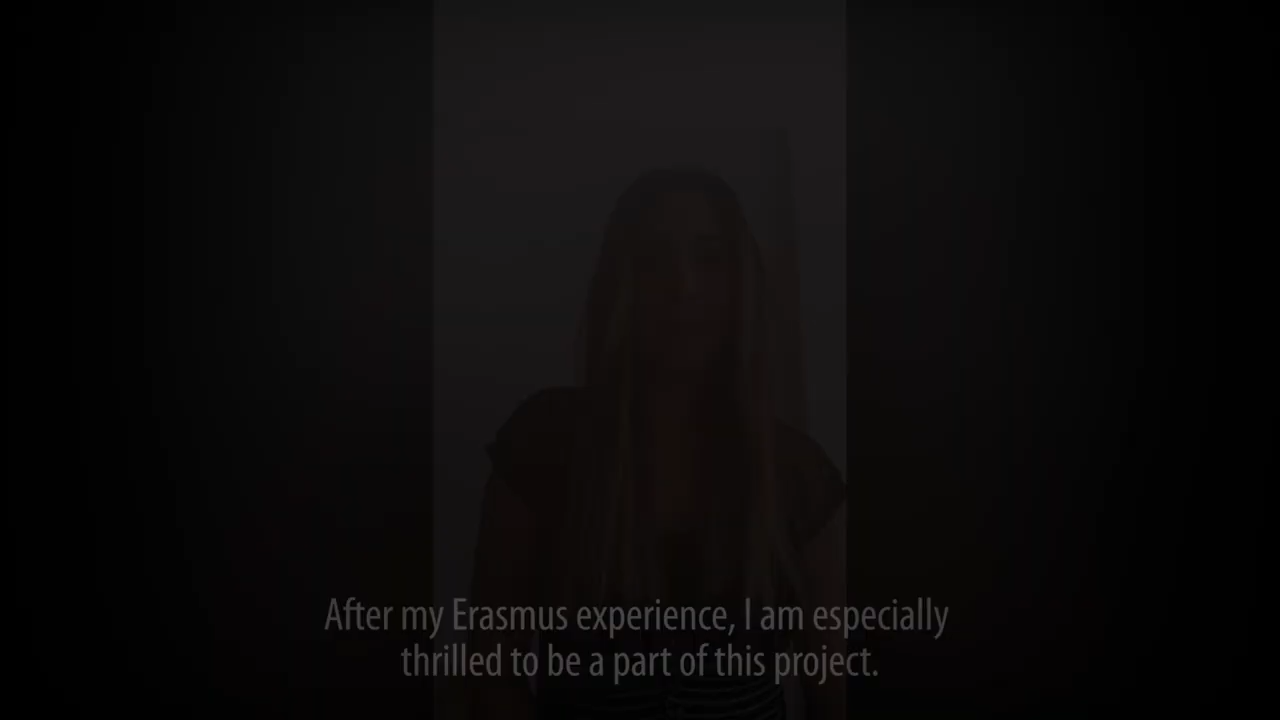 After my Erasmus experience, I am especially
thrilled to be a part of this project.